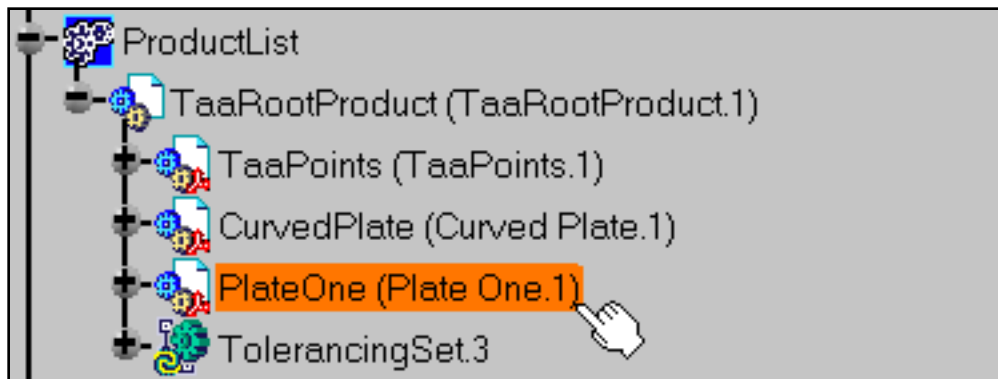 ProductList
TaaRootProduct (TaaRootProduct.1)
TaaPoints (TaaPoints.1)
CurvedPlate (Curved Plate.1)
PlateOne (Plate One.1)
TolerancingSet.3